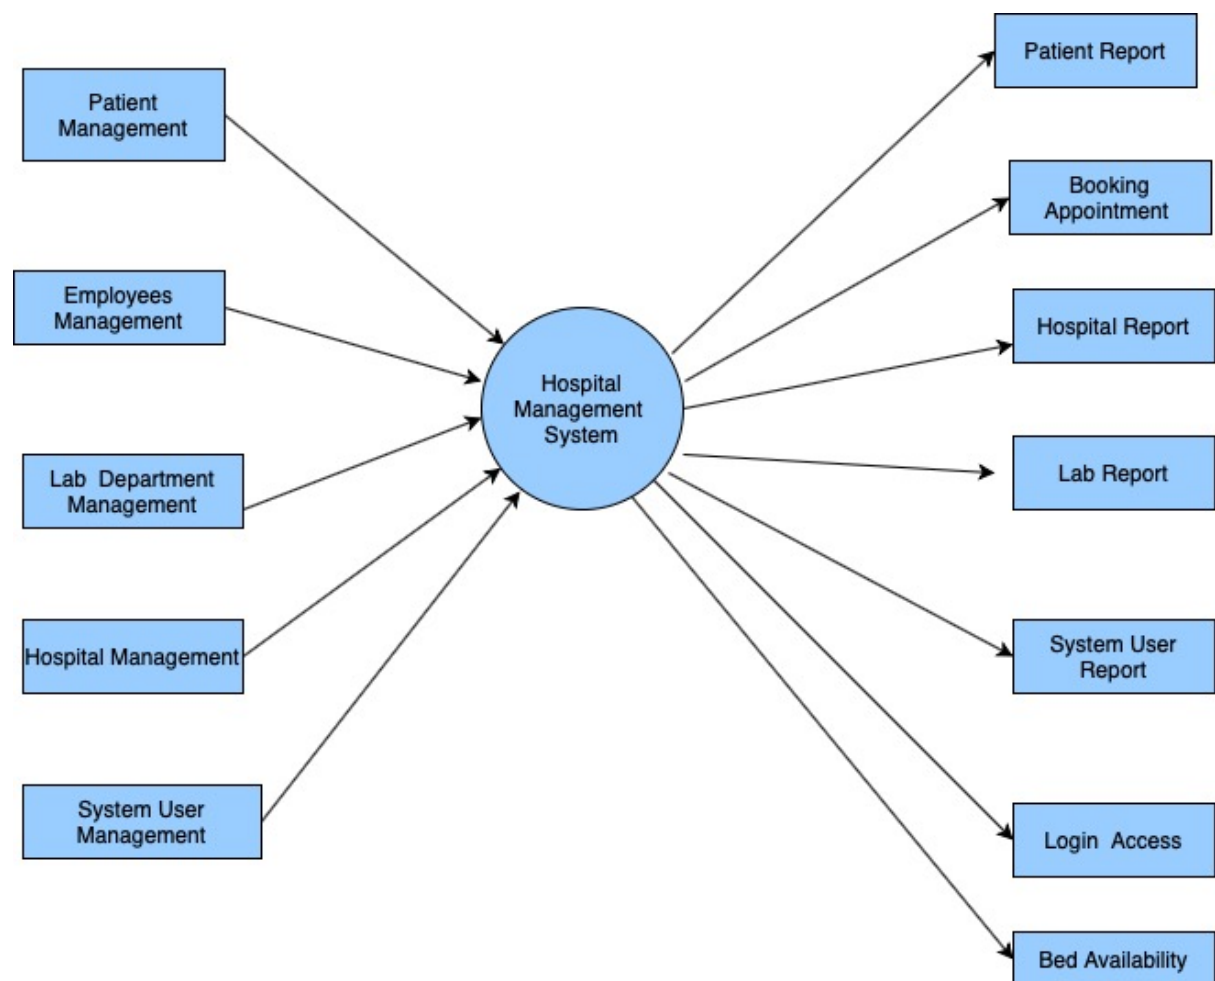 Patient
Management
Employees
Management
Lab  Department
Management
Hospital Management
System User
Management
Hospital
Management
System
Patient Report
Booking
Appointment
Hospital Report
Lab Report
System User
Report
Login  Access
Bed Availability